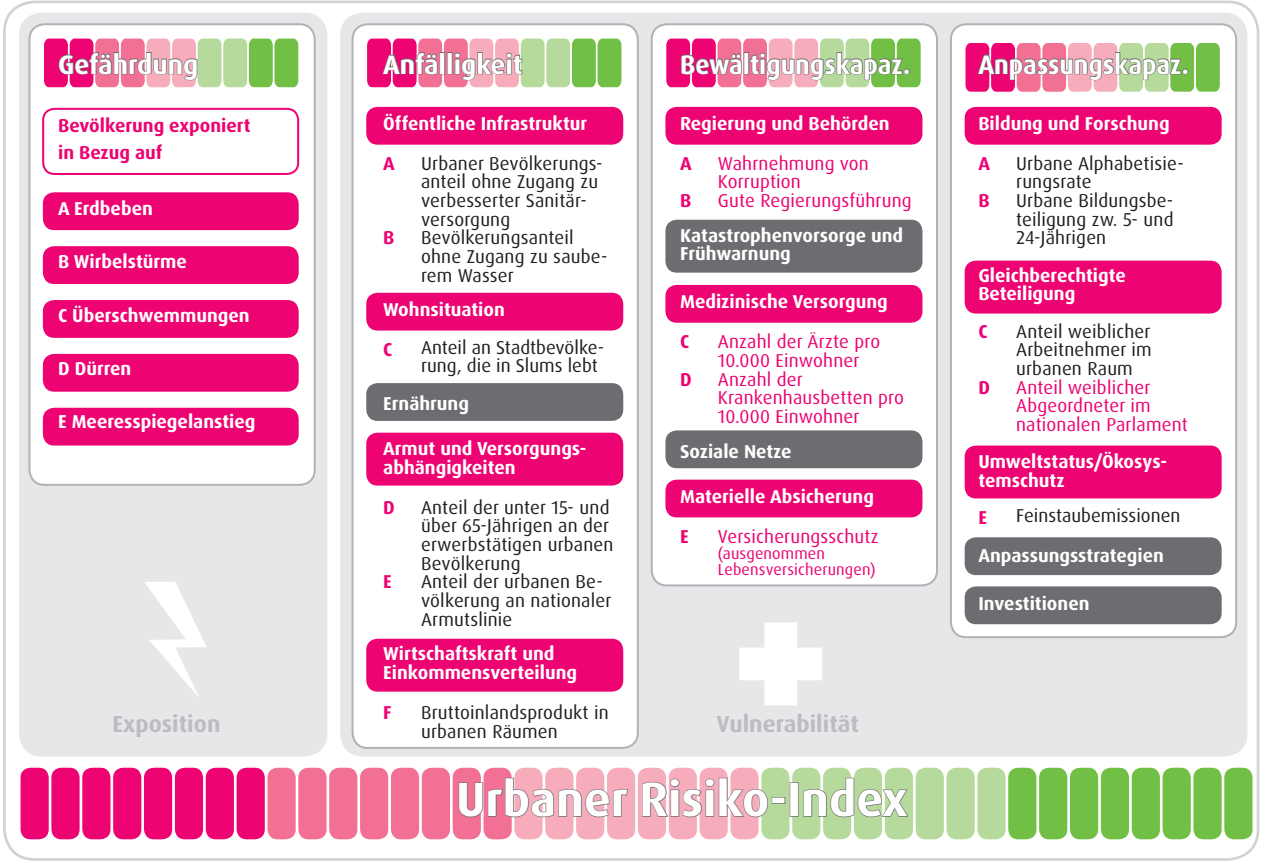 Gefährdung
Bevölkerung exponiert
in Bezug auf
A Erdbeben
B Wirbelstürme
C Überschwemmungen
D Dürren
E Meeresspiegelanstieg
Exposition
Anfälligkeit
Öffentliche Infrastruktur
A Urbaner Bevölkerungs-
anteil ohne Zugang zu
verbesserter Sanitär-
versorgung
B Bevölkerungsanteil
ohne Zugang zu saube-
rem Wasser
Wohnsituation
C Anteil an Stadtbevölke-
rung, die in Slums lebt
Ernährung
Armut und Versorgungs-
abhängigkeiten
D Anteil der unter 15- und
über 65-Jährigen an der
erwerbstätigen urbanen
Bevölkerung
E Anteil der urbanen Be-
völkerung an nationaler
Armutslinie
Wirtschaftskraft und
Einkommensverteilung
F Bruttoinlandsprodukt in
urbanen Räumen
Bewältigungskapaz.
Regierung und Behörden
A Wahrnehmung von
Korruption
B Gute Regierungsführung
Katastrophenvorsorge und
Frühwarnung
Medizinische Versorgung
C Anzahl der Ärzte pro
10.000 Einwohner
D Anzahl der
Krankenhausbetten pro
10.000 Einwohner
Soziale Netze
Materielle Absicherung
E Versicherungsschutz
(ausgenommen
Lebensversicherungen)
Anpassungskapaz.
Bildung und Forschung
A Urbane Alphabetisie-
rungsrate
B Urbane Bildungsbe-
teiligung zw. 5- und
24-Jährigen
Gleichberechtigte
Beteiligung
C Anteil weiblicher
Arbeitnehmer im
urbanen Raum
D Anteil weiblicher
Abgeordneter im
nationalen Parlament
Umweltstatus/Ökosys-
temschutz
E Feinstaubemissionen
Anpassungsstrategien
Investitionen
Vulnerabilität
Urbaner Risiko-Index